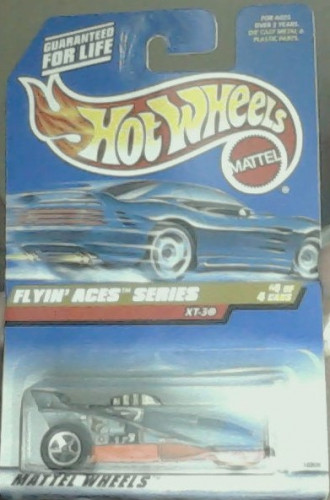 GUARANTEED
FOR LIFE
FOR AGES
OVER 3 YEARS.
DIE CAST METAL &
PLASTIC PARTS.
HOT WHEELS
MATTEL
®
FLYIN' ACES™ SERIES
#4 OF
4 CARS
XT-3®
MATTEL WHEELS